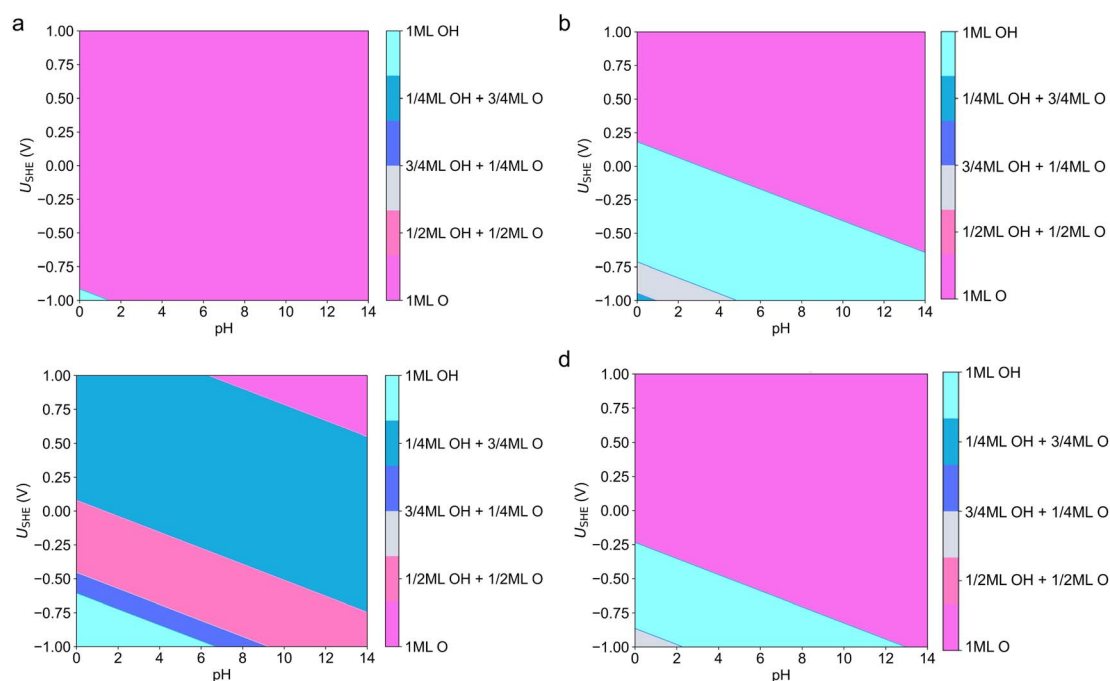 a
1.00
0.75
0.50
0.25
0.00
−0.25
−0.50
−0.75
−1.00
U_SHE (V)
0 2 4 6 8 10 12 14
pH
1ML OH
1/4ML OH + 3/4ML O
3/4ML OH + 1/4ML O
1/2ML OH + 1/2ML O
1ML O
b
1.00
0.75
0.50
0.25
0.00
−0.25
−0.50
−0.75
−1.00
U_SHE (V)
0 2 4 6 8 10 12 14
pH
1ML OH
1/4ML OH + 3/4ML O
3/4ML OH + 1/4ML O
1/2ML OH + 1/2ML O
1ML O
1.00
0.75
0.50
0.25
0.00
−0.25
−0.50
−0.75
−1.00
U_SHE (V)
0 2 4 6 8 10 12 14
pH
1ML OH
1/4ML OH + 3/4ML O
3/4ML OH + 1/4ML O
1/2ML OH + 1/2ML O
1ML O
d
1.00
0.75
0.50
0.25
0.00
−0.25
−0.50
−0.75
−1.00
U_SHE (V)
0 2 4 6 8 10 12 14
pH
1ML OH
1/4ML OH + 3/4ML O
3/4ML OH + 1/4ML O
1/2ML OH + 1/2ML O
1ML O